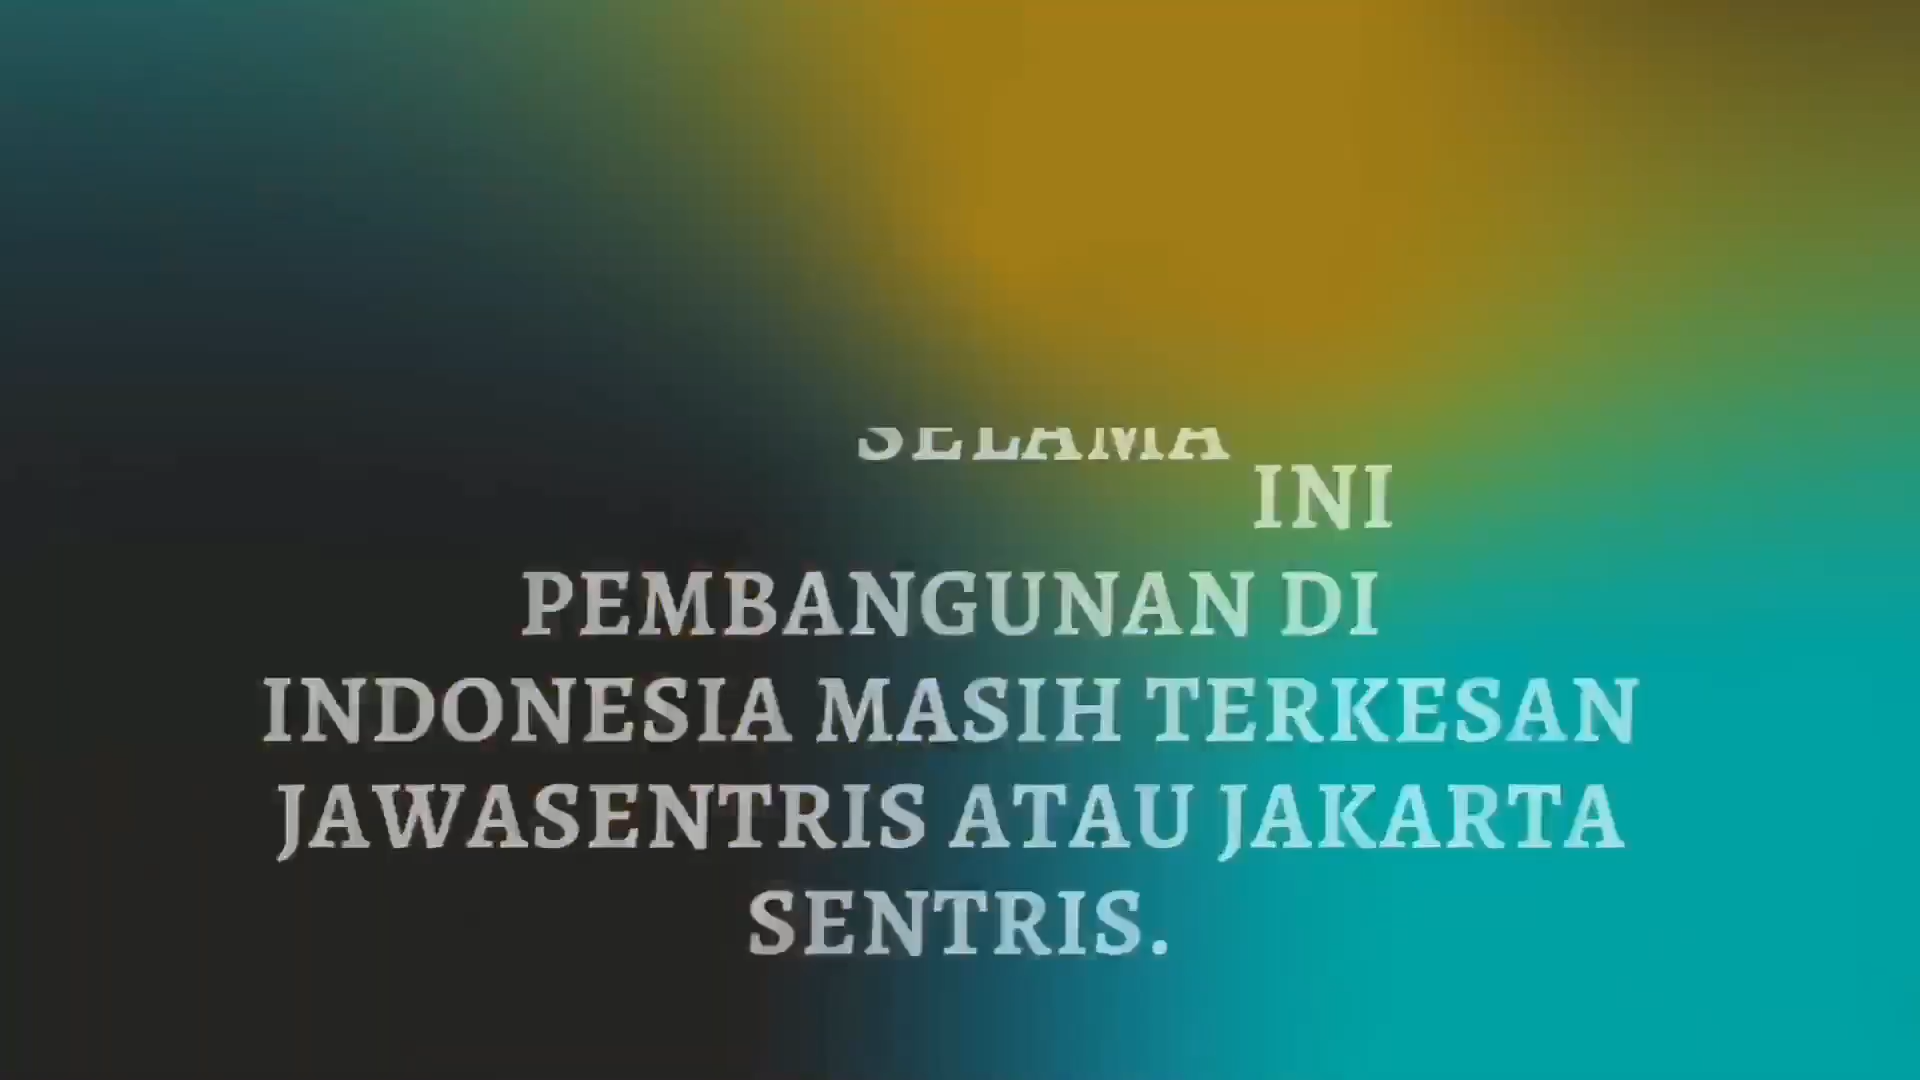 SELAMA INI
PEMBANGUNAN DI
INDONESIA MASIH TERKESAN
JAWASENTRIS ATAU JAKARTA
SENTRIS.